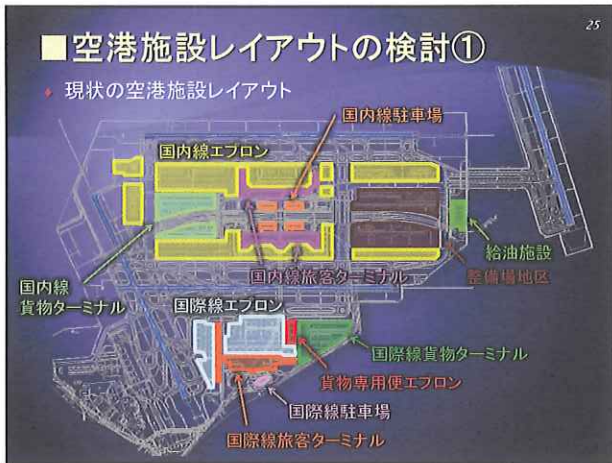 25
■空港施設レイアウトの検討①
現状の空港施設レイアウト
国内線駐車場
国内線エプロン
給油施設
国内線旅客ターミナル
整備場地区
国内線
貨物ターミナル
国際線エプロン
国際線貨物ターミナル
貨物専用便エプロン
国際線駐車場
国際線旅客ターミナル